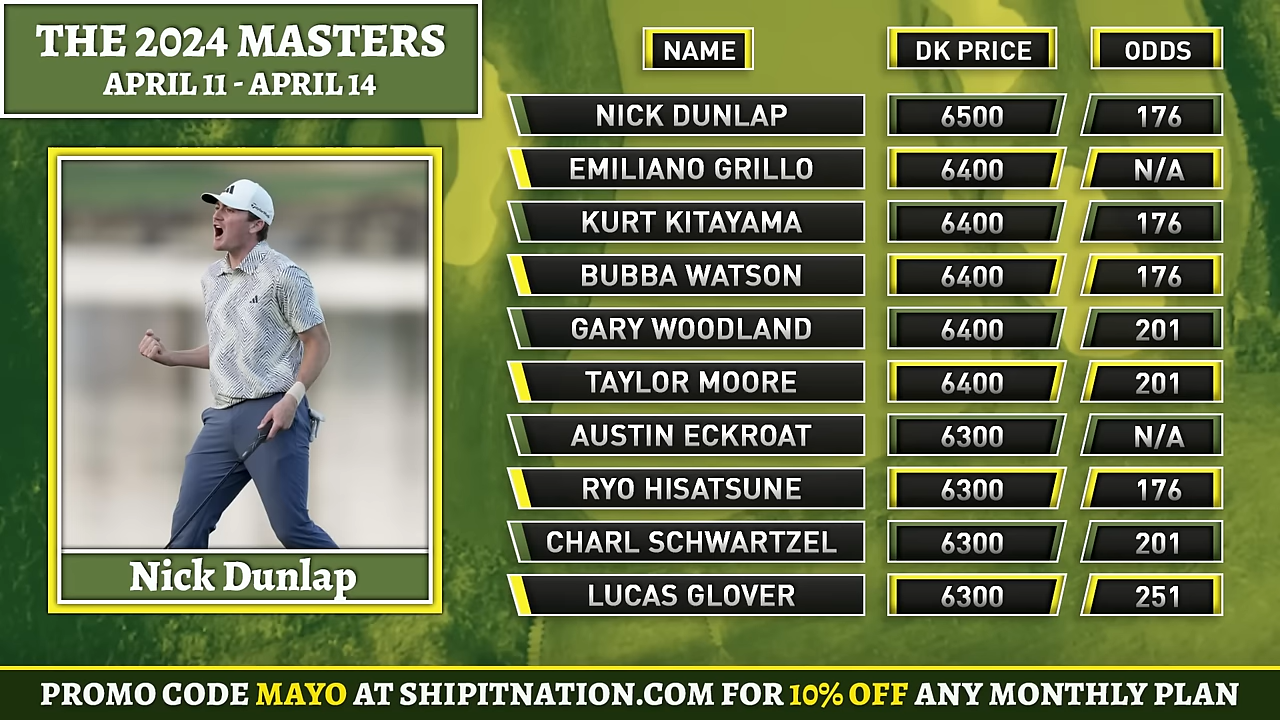 THE 2024 MASTERS
APRIL 11 - APRIL 14
Nick Dunlap
NAME DK PRICE ODDS
NICK DUNLAP 6500 176
EMILIANO GRILLO 6400 N/A
KURT KITAYAMA 6400 176
BUBBA WATSON 6400 176
GARY WOODLAND 6400 201
TAYLOR MOORE 6400 201
AUSTIN ECKROAT 6300 N/A
RYO HISATSUNE 6300 176
CHARL SCHWARTZEL 6300 201
LUCAS GLOVER 6300 251
PROMO CODE MAYO AT SHIPITNATION.COM FOR 10% OFF ANY MONTHLY PLAN